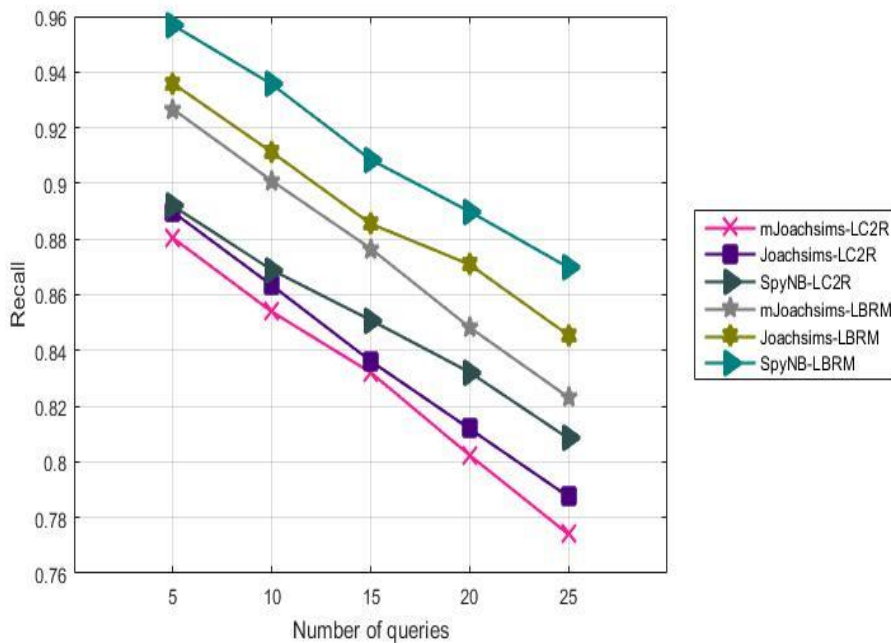 0.96
0.94
0.92
0.9
0.88
0.86
0.84
0.82
0.8
0.78
0.76
Recall
5 10 15 20 25
Number of queries
mJoachsims-LC2R
Joachsims-LC2R
SpyNB-LC2R
mJoachsims-LBRM
Joachsims-LBRM
SpyNB-LBRM